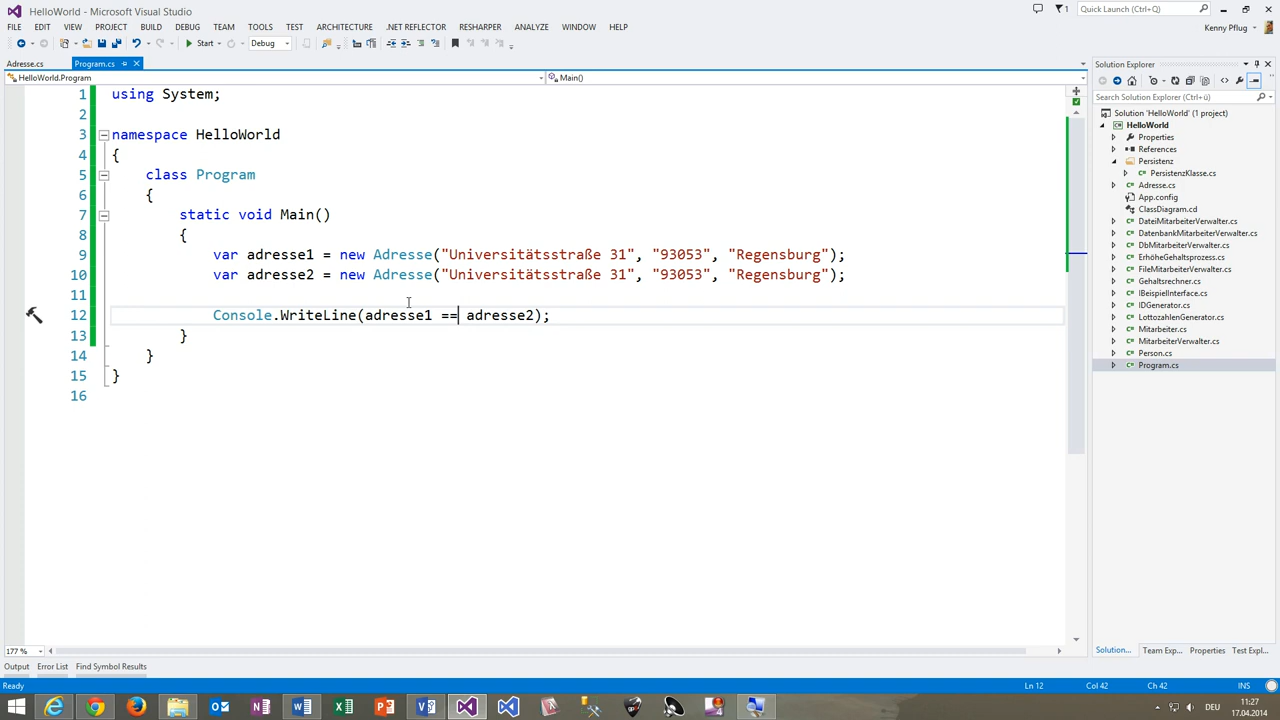 HelloWorld - Microsoft Visual Studio
Quick Launch (Ctrl+Q)
FILE EDIT VIEW PROJECT BUILD DEBUG TEAM TOOLS TEST ARCHITECTURE JET REFLECTOR RESHARPER ANALYZE WINDOW HELP
Kenny Pflug
Start Debug
Adresse.cs Program.cs
HelloWorld.Program Main()
1 using System;
2
3 namespace HelloWorld
4 {
5 class Program
6 {
7 static void Main()
8 {
9 var adresse1 = new Adresse("Universitätsstraße 31", "93053", "Regensburg");
10 var adresse2 = new Adresse("Universitätsstraße 31", "93053", "Regensburg");
11
12 Console.WriteLine(adresse1 == adresse2);
13 }
14 }
15 }
16
177 %
Solution Explorer
Search Solution Explorer (Ctrl+ü)
Solution 'HelloWorld' (1 project)
HelloWorld
Properties
References
Persistenz
PersistenzKlasse.cs
Adresse.cs
App.config
ClassDiagram.cd
DateiMitarbeiterVerwalter.cs
DatenbankMitarbeiterVerwalter.cs
DbMitarbeiterVerwalter.cs
ErhöheGehaltsprozess.cs
FileMitarbeiterVerwalter.cs
Gehaltsrechner.cs
IBeispielInterface.cs
IDGenerator.cs
LottozahlenGenerator.cs
Mitarbeiter.cs
MitarbeiterVerwalter.cs
Person.cs
Program.cs
Solution... Team Exp... Properties Test Expl...
Output Error List Find Symbol Results
Ready Ln 12 Col 42 Ch 42 INS
DEU
11:27
17.04.2014